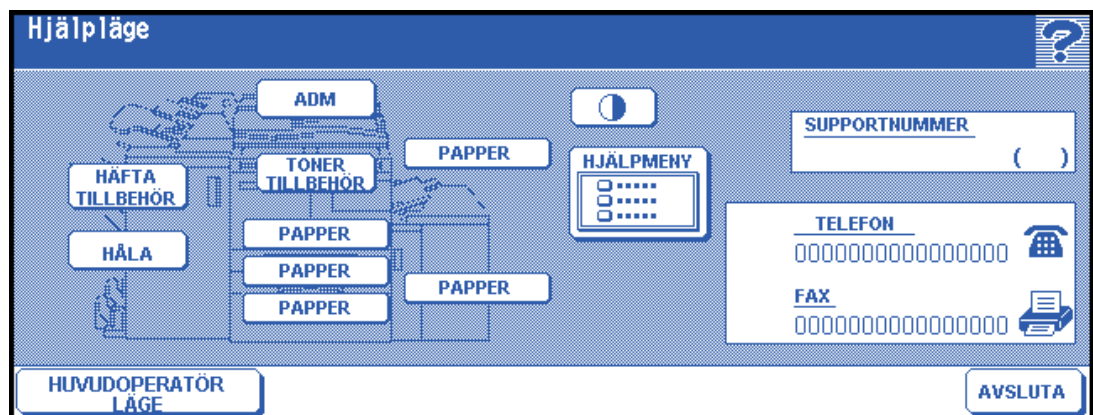 Hjälpläge
?
ADM
PAPPER
HÄFTA
TILLBEHÖR
TONER
TILLBEHÖR
HJÄLPMENY
SUPPORTNUMMER
( )
PAPPER
HÅLA
PAPPER
PAPPER
PAPPER
TELEFON
0000000000000000
FAX
0000000000000000
HUVUDOPERATÖR
LÄGE
AVSLUTA